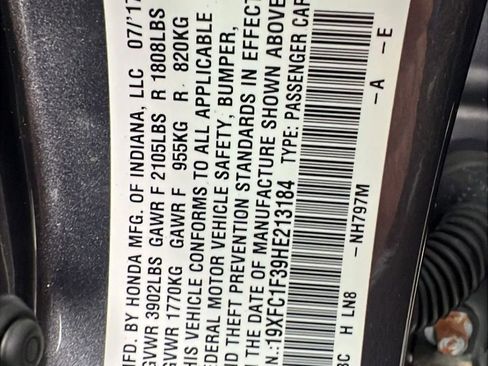 MFD. BY HONDA MFG. OF INDIANA, LLC 07/'17
GVWR 3902LBS GAWR F 2105LBS R 1808LBS
GVWR 1770KG GAWR F 955KG R 820KG
THIS VEHICLE CONFORMS TO ALL APPLICABLE
FEDERAL MOTOR VEHICLE SAFETY, BUMPER,
AND THEFT PREVENTION STANDARDS IN EFFECT
ON THE DATE OF MANUFACTURE SHOWN ABOVE
V.I.N.:19XFC1F39HE213184 TYPE: PASSENGER CAR
-NH797M -A -E
H LN8